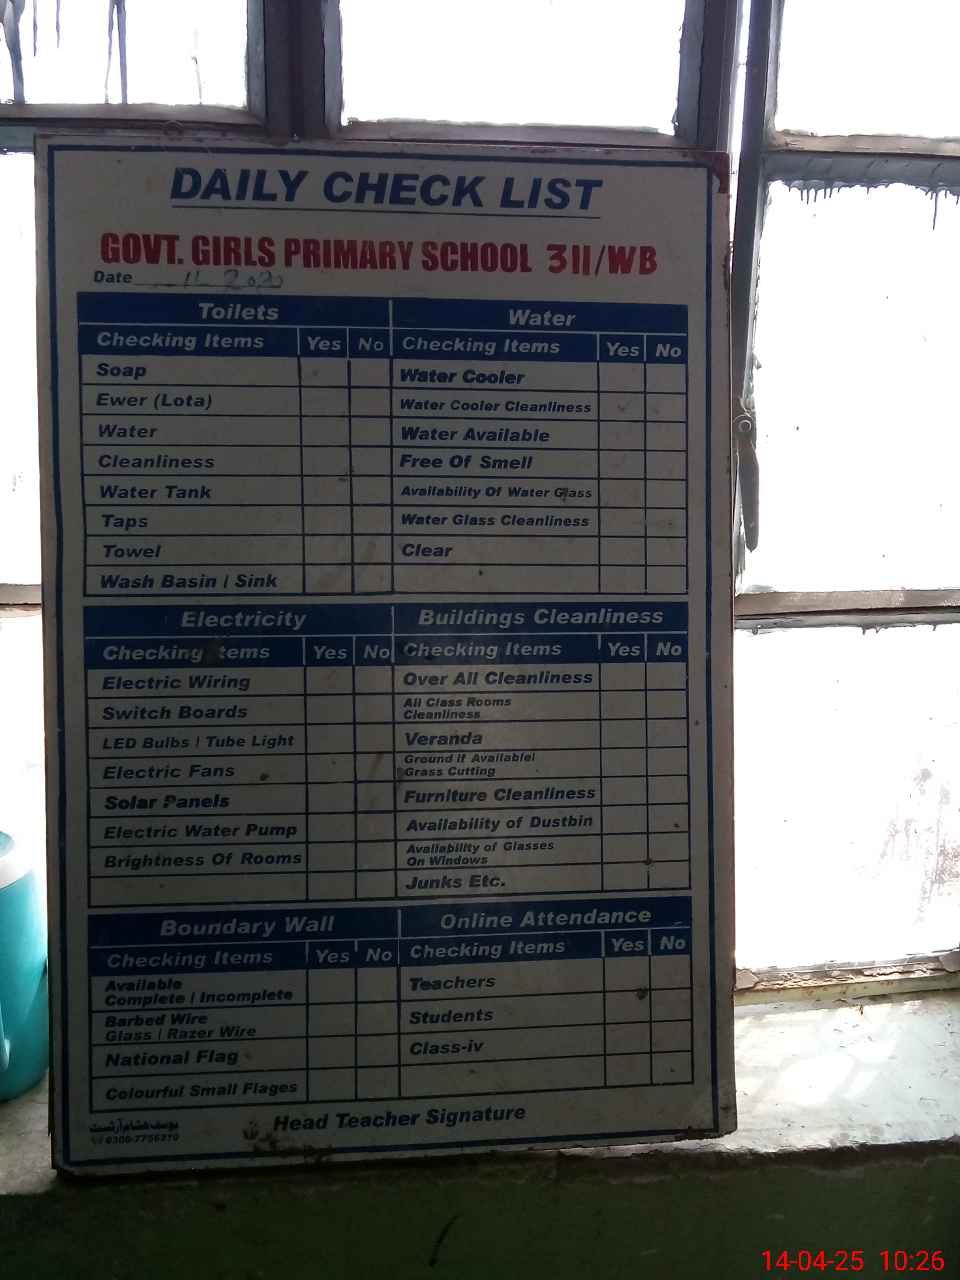 DAILY CHECK LIST
GOVT. GIRLS PRIMARY SCHOOL 311/WB
Date 2020
Toilets
Checking Items Yes No
Soap
Ewer (Lota)
Water
Cleanliness
Water Tank
Taps
Towel
Wash Basin / Sink
Water
Checking Items Yes No
Water Cooler
Water Cooler Cleanliness
Water Available
Free Of Smell
Availability Of Water Glass
Water Glass Cleanliness
Clear
Electricity
Checking Items Yes No
Electric Wiring
Switch Boards
LED Bulbs / Tube Light
Electric Fans
Solar Panels
Electric Water Pump
Brightness Of Rooms
Buildings Cleanliness
Checking Items Yes No
Over All Cleanliness
All Class Rooms
Cleanliness
Veranda
Ground If Available/
Grass Cutting
Furniture Cleanliness
Availability of Dustbin
Availability of Glasses
On Windows
Junks Etc.
Boundary Wall
Checking Items Yes No
Available
Complete / Incomplete
Barbed Wire
Glass / Razer Wire
National Flag
Colourful Small Flages
Online Attendance
Checking Items Yes No
Teachers
Students
Class-iv
Head Teacher Signature
یوسف هشام آرٹسٹ
0306-7756270
14-04-25 10:26